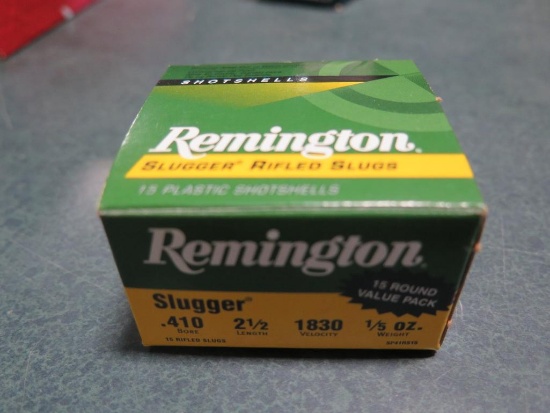 SHOTSHELLS
Remington®
SLUGGER® RIFLED SLUGS
15 PLASTIC SHOTSHELLS
Remington®
15 ROUND
VALUE PACK
Slugger®
.410 2½ 1830 1/5 OZ.
BORE LENGTH VELOCITY WEIGHT
15 RIFLED SLUGS